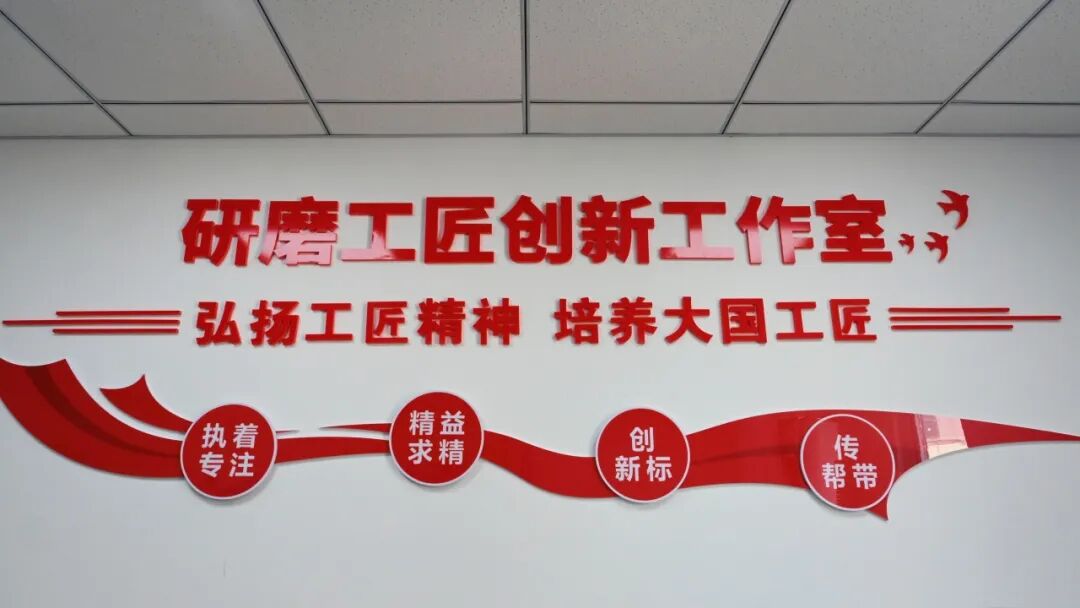 研磨工匠创新工作室
弘扬工匠精神 培养大国工匠
执着
专注
精益
求精
创
新标
传
帮带